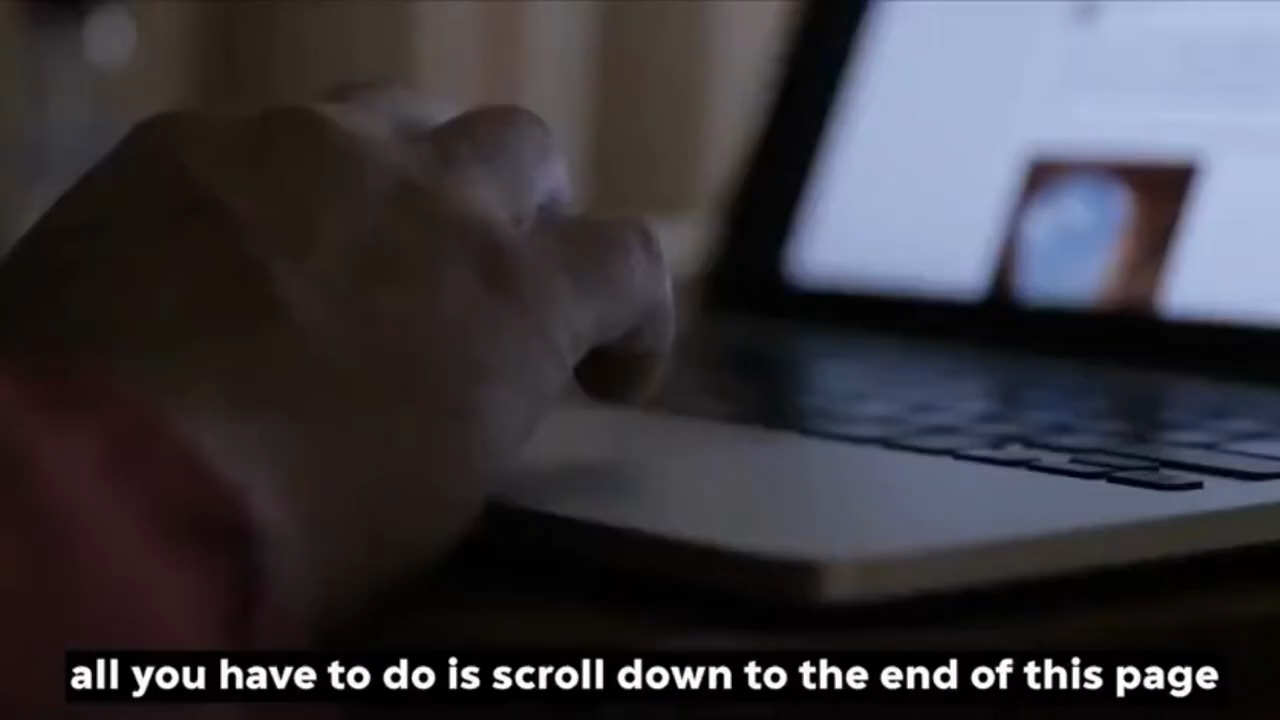 all you have to do is scroll down to the end of this page